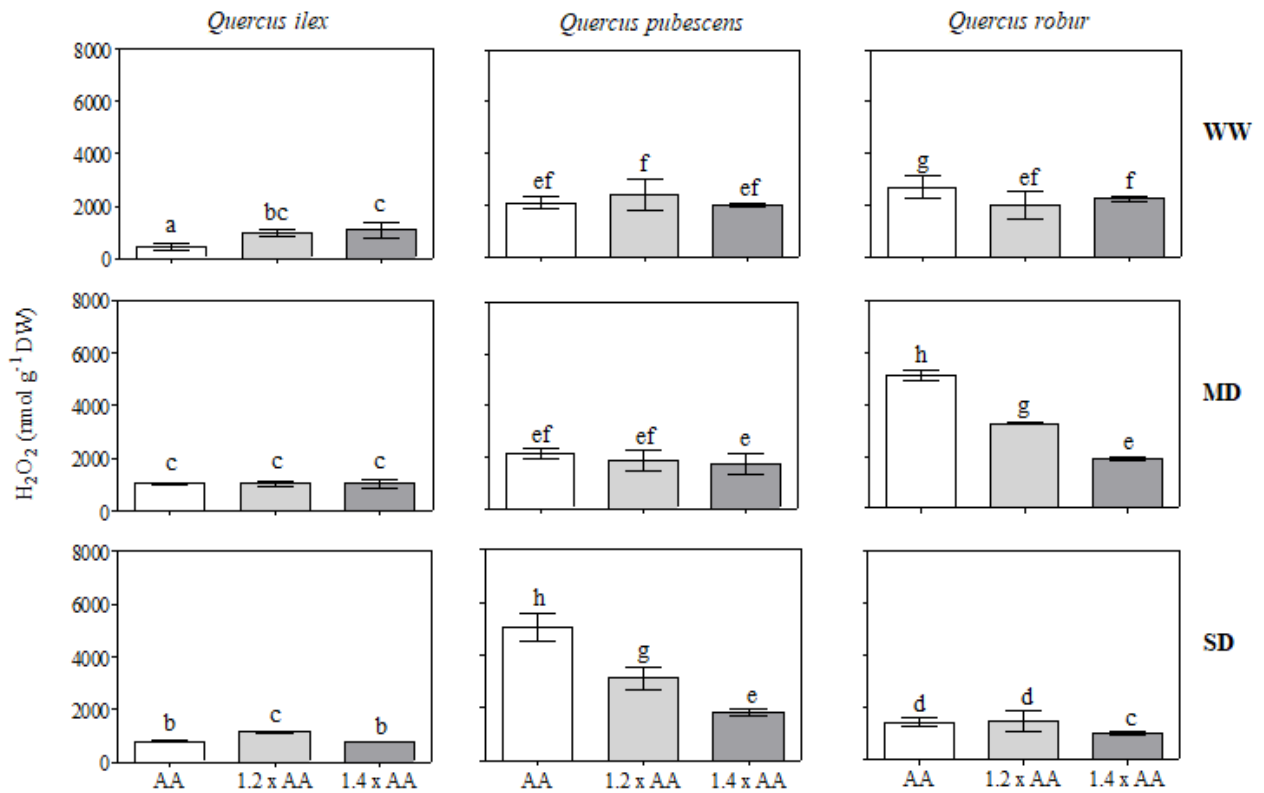 Quercus ilex
Quercus pubescens
Quercus robur
H₂O₂ (nmol g⁻¹ DW)
8000
6000
4000
2000
0
a
bc
c
ef
f
ef
g
ef
f
WW
8000
6000
4000
2000
0
c
c
c
ef
ef
e
h
g
e
MD
8000
6000
4000
2000
0
b
c
b
h
g
e
d
d
c
SD
AA 1.2 x AA 1.4 x AA
AA 1.2 x AA 1.4 x AA
AA 1.2 x AA 1.4 x AA